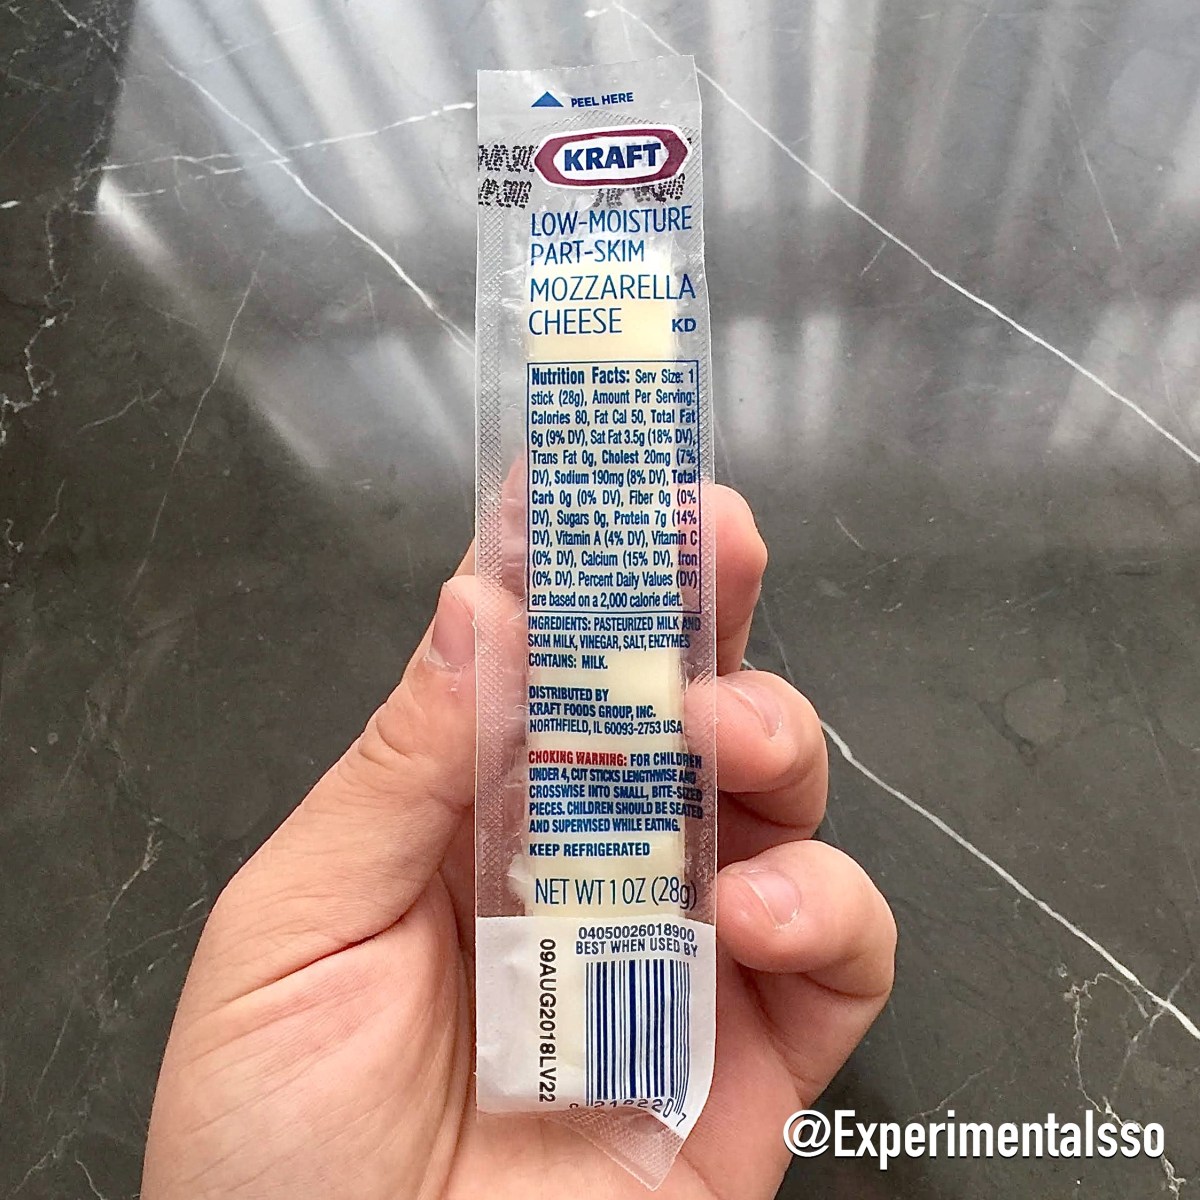 PEEL HERE
KRAFT
LOW-MOISTURE
PART-SKIM
MOZZARELLA
CHEESE KD
Nutrition Facts: Serv Size: 1
stick (28g), Amount Per Serving:
Calories 80, Fat Cal 50, Total Fat
6g (9% DV), Sat Fat 3.5g (18% DV),
Trans Fat 0g, Cholest 20mg (7%
DV), Sodium 190mg (8% DV), Total
Carb 0g (0% DV), Fiber 0g (0%
DV), Sugars 0g, Protein 7g (14%
DV), Vitamin A (4% DV), Vitamin C
(0% DV), Calcium (15% DV), Iron
(0% DV). Percent Daily Values (DV)
are based on a 2,000 calorie diet.
INGREDIENTS: PASTEURIZED MILK AND
SKIM MILK, VINEGAR, SALT, ENZYMES
CONTAINS: MILK.
DISTRIBUTED BY
KRAFT FOODS GROUP, INC.
NORTHFIELD, IL 60093-2753 USA
CHOKING WARNING: FOR CHILDREN
UNDER 4, CUT STICKS LENGTHWISE AND
CROSSWISE INTO SMALL, BITE-SIZED
PIECES. CHILDREN SHOULD BE SEATED
AND SUPERVISED WHILE EATING.
KEEP REFRIGERATED
NET WT 1 OZ (28g)
04050026018900
BEST WHEN USED BY
09AUG2018LV22
@Experimentalsso